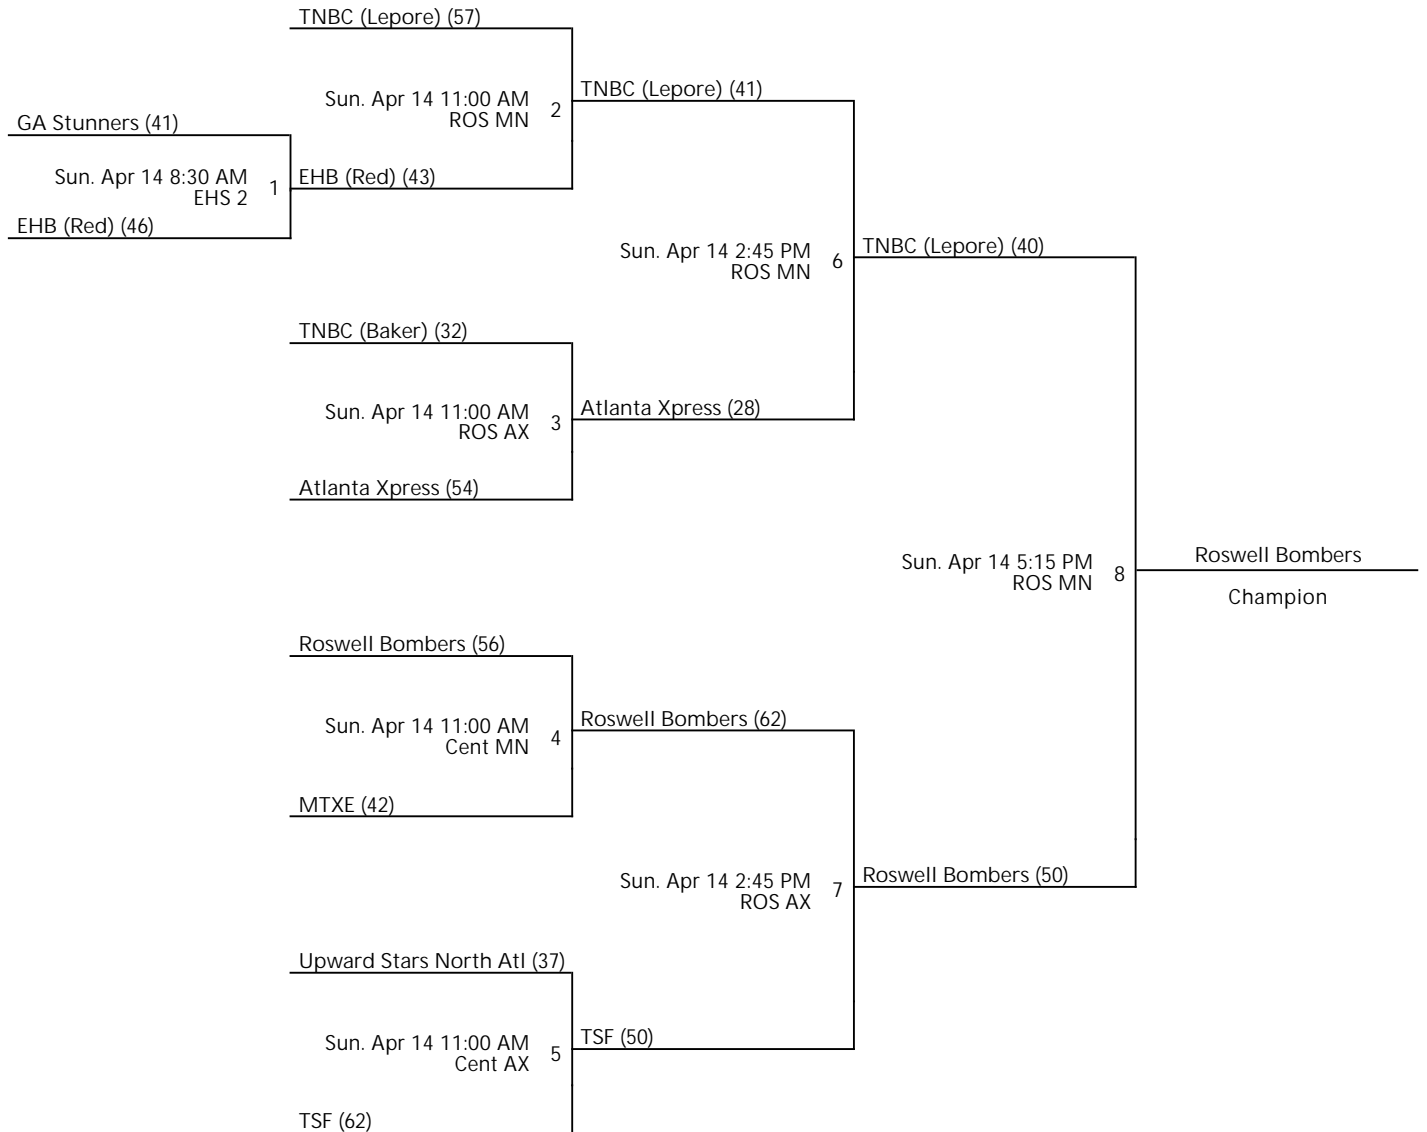 TNBC (Lepore) (57)
Sun. Apr 14 11:00 AM
ROS MN
2
TNBC (Lepore) (41)
GA Stunners (41)
Sun. Apr 14 8:30 AM
EHS 2
1
EHB (Red) (43)
EHB (Red) (46)
Sun. Apr 14 2:45 PM
ROS MN
6
TNBC (Lepore) (40)
TNBC (Baker) (32)
Sun. Apr 14 11:00 AM
ROS AX
3
Atlanta Xpress (28)
Atlanta Xpress (54)
Sun. Apr 14 5:15 PM
ROS MN
8
Roswell Bombers
Champion
Roswell Bombers (56)
Sun. Apr 14 11:00 AM
Cent MN
4
Roswell Bombers (62)
MTXE (42)
Sun. Apr 14 2:45 PM
ROS AX
7
Roswell Bombers (50)
Upward Stars North Atl (37)
Sun. Apr 14 11:00 AM
Cent AX
5
TSF (50)
TSF (62)